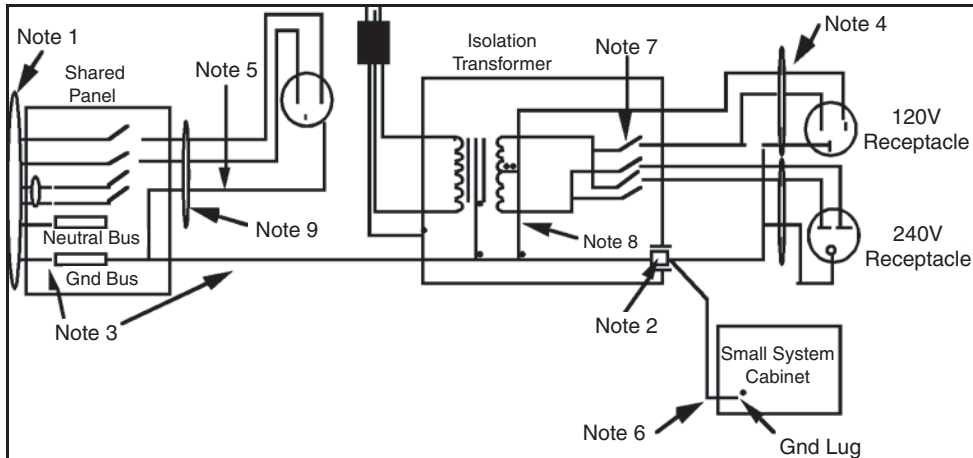 Note 1
Shared
Panel
Note 5
Isolation
Transformer
Note 7
Note 4
120V
Receptacle
Neutral Bus
Note 9
Note 8
240V
Receptacle
Gnd Bus
Note 3
Note 2
Small System
Cabinet
Note 6
Gnd Lug